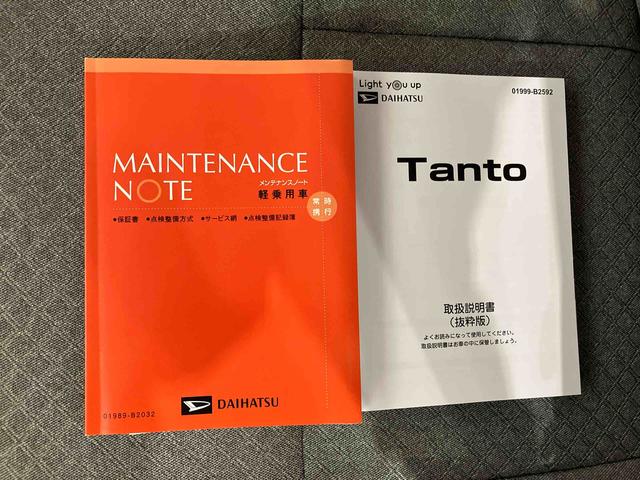 MAINTENANCE
NOTE
メンテナンスノート
軽乗用車
常時
携行
●保証書 ●点検整備方式 ●サービス網 ●点検整備記録簿
DAIHATSU
01989-B2032
Light you up
DAIHATSU
01999-B2592
Tanto
取扱説明書
（抜粋版）
よくお読みになって使用してください。
取扱説明書はお車の中に保管しましょう。